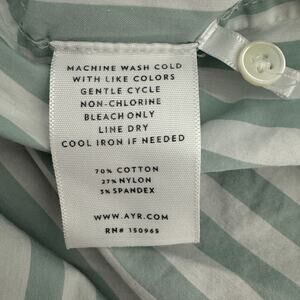 MACHINE WASH COLD
WITH LIKE COLORS
GENTLE CYCLE
NON-CHLORINE
BLEACH ONLY
LINE DRY
COOL IRON IF NEEDED
70% COTTON
27% NYLON
3% SPANDEX
WWW.AYR.COM
RN# 150965